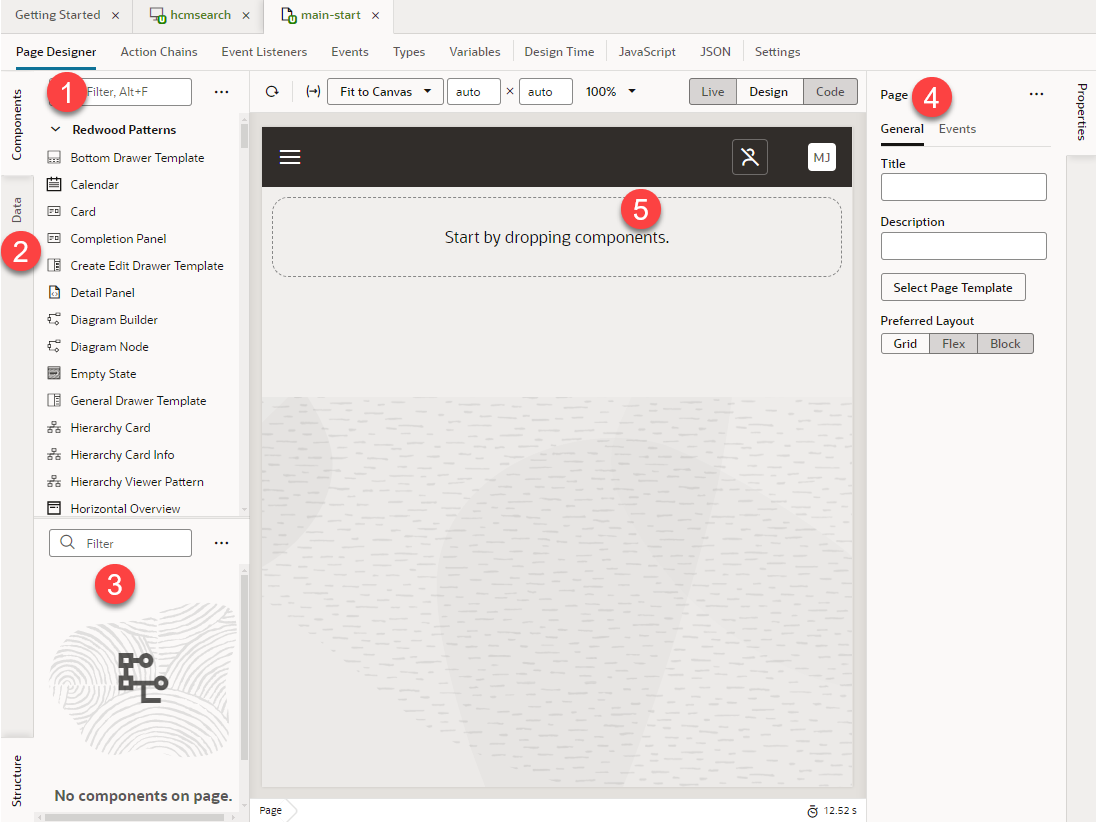 Getting Started × hcmsearch × main-start ×
Page Designer Action Chains Event Listeners Events Types Variables Design Time JavaScript JSON Settings
Components
Data
Structure
1
Filter, Alt+F ...
Redwood Patterns
Bottom Drawer Template
Calendar
Card
Completion Panel
2
Create Edit Drawer Template
Detail Panel
Diagram Builder
Diagram Node
Empty State
General Drawer Template
Hierarchy Card
Hierarchy Card Info
Hierarchy Viewer Pattern
Horizontal Overview
Filter ...
3
No components on page.
Fit to Canvas auto × auto 100% Live Design Code
MJ
5
Start by dropping components.
Page 12.52 s
Page ...
4
General Events
Title
Description
Select Page Template
Preferred Layout
Grid Flex Block
Properties